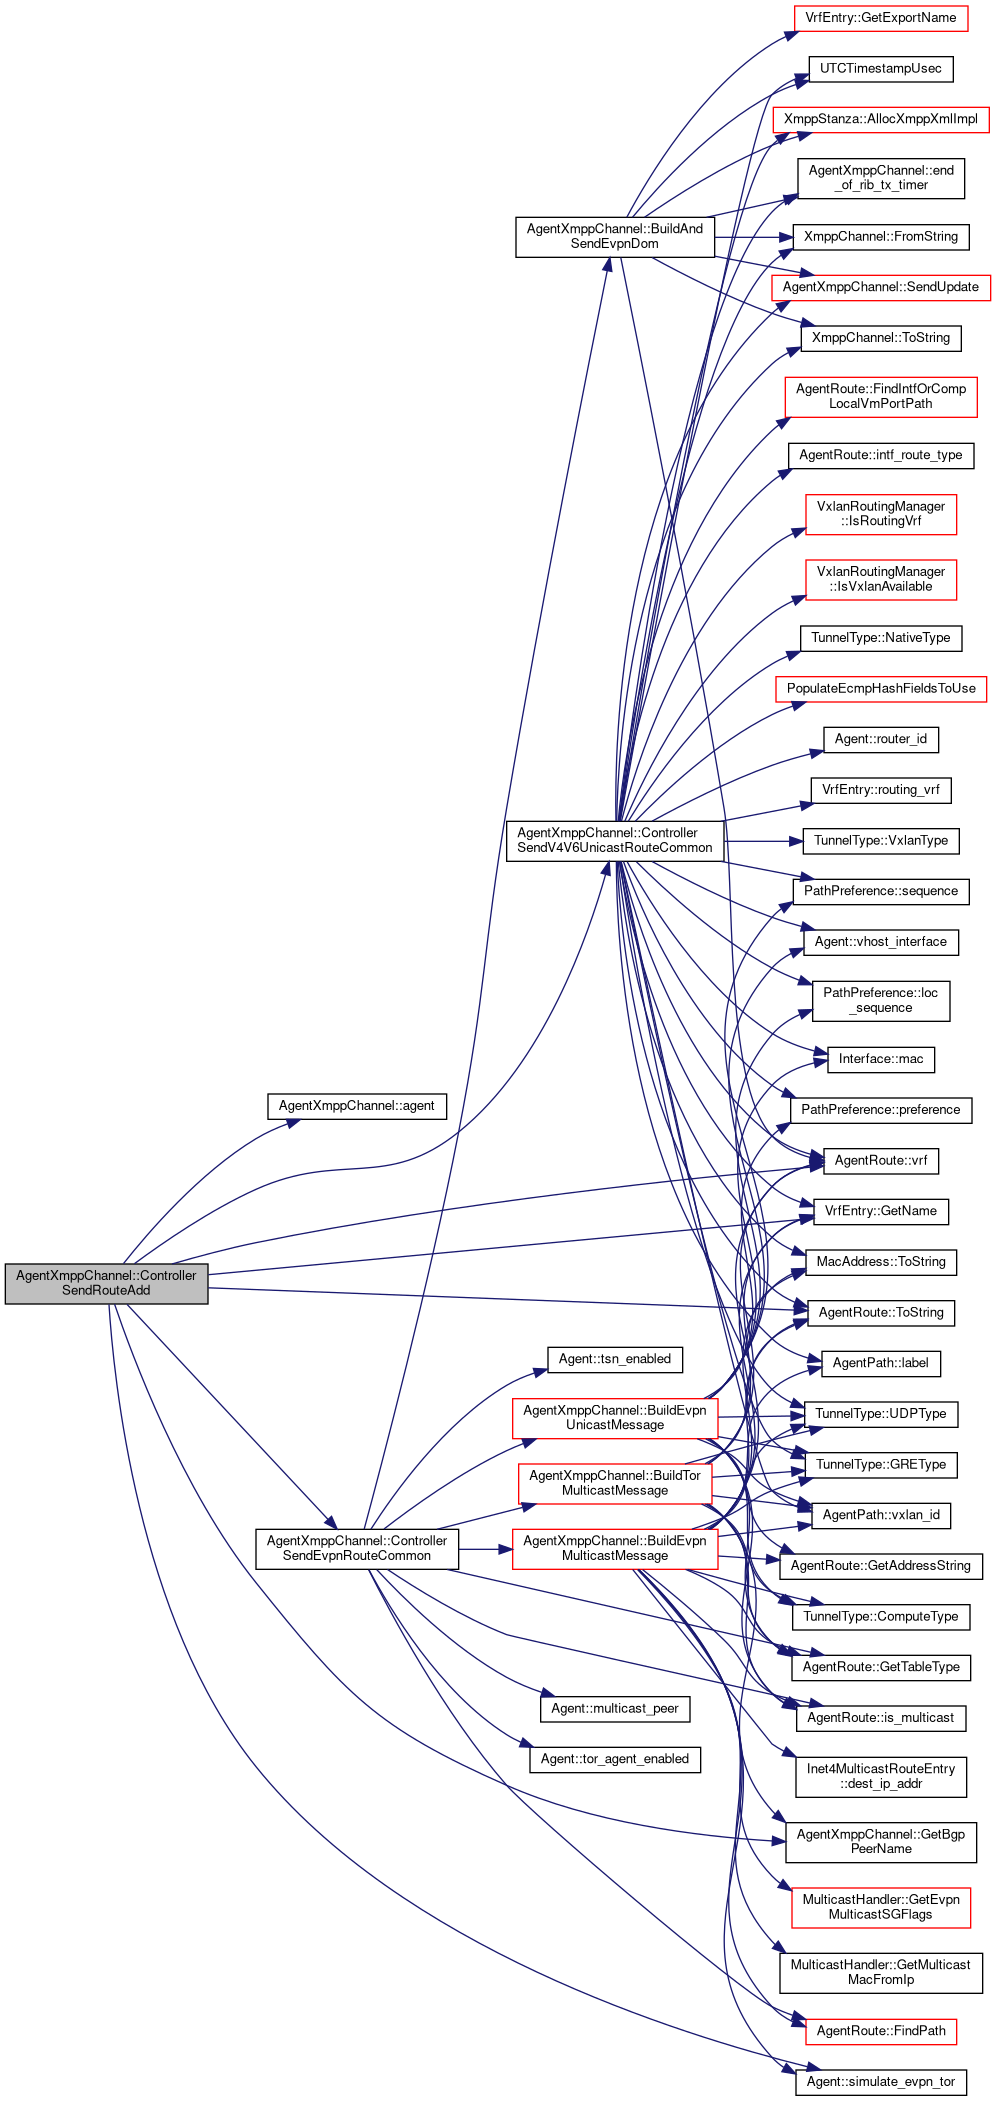 VrfEntry::GetExportName
UTCTimestampUsec
XmppStanza::AllocXmppXmlImpl
AgentXmppChannel::end
_of_rib_tx_timer
AgentXmppChannel::BuildAnd
SendEvpnDom
XmppChannel::FromString
AgentXmppChannel::SendUpdate
XmppChannel::ToString
AgentRoute::FindIntfOrComp
LocalVmPortPath
AgentRoute::intf_route_type
VxlanRoutingManager
::IsRoutingVrf
VxlanRoutingManager
::IsVxlanAvailable
TunnelType::NativeType
PopulateEcmpHashFieldsToUse
Agent::router_id
VrfEntry::routing_vrf
AgentXmppChannel::Controller
SendV4V6UnicastRouteCommon
TunnelType::VxlanType
PathPreference::sequence
Agent::vhost_interface
PathPreference::loc
_sequence
Interface::mac
AgentXmppChannel::agent
PathPreference::preference
AgentRoute::vrf
VrfEntry::GetName
MacAddress::ToString
AgentXmppChannel::Controller
SendRouteAdd
AgentRoute::ToString
Agent::tsn_enabled
AgentPath::label
AgentXmppChannel::BuildEvpn
UnicastMessage
TunnelType::UDPType
TunnelType::GREType
AgentXmppChannel::BuildTor
MulticastMessage
AgentPath::vxlan_id
AgentXmppChannel::Controller
SendEvpnRouteCommon
AgentXmppChannel::BuildEvpn
MulticastMessage
AgentRoute::GetAddressString
TunnelType::ComputeType
AgentRoute::GetTableType
Agent::multicast_peer
AgentRoute::is_multicast
Agent::tor_agent_enabled
Inet4MulticastRouteEntry
::dest_ip_addr
AgentXmppChannel::GetBgp
PeerName
MulticastHandler::GetEvpn
MulticastSGFlags
MulticastHandler::GetMulticast
MacFromIp
AgentRoute::FindPath
Agent::simulate_evpn_tor